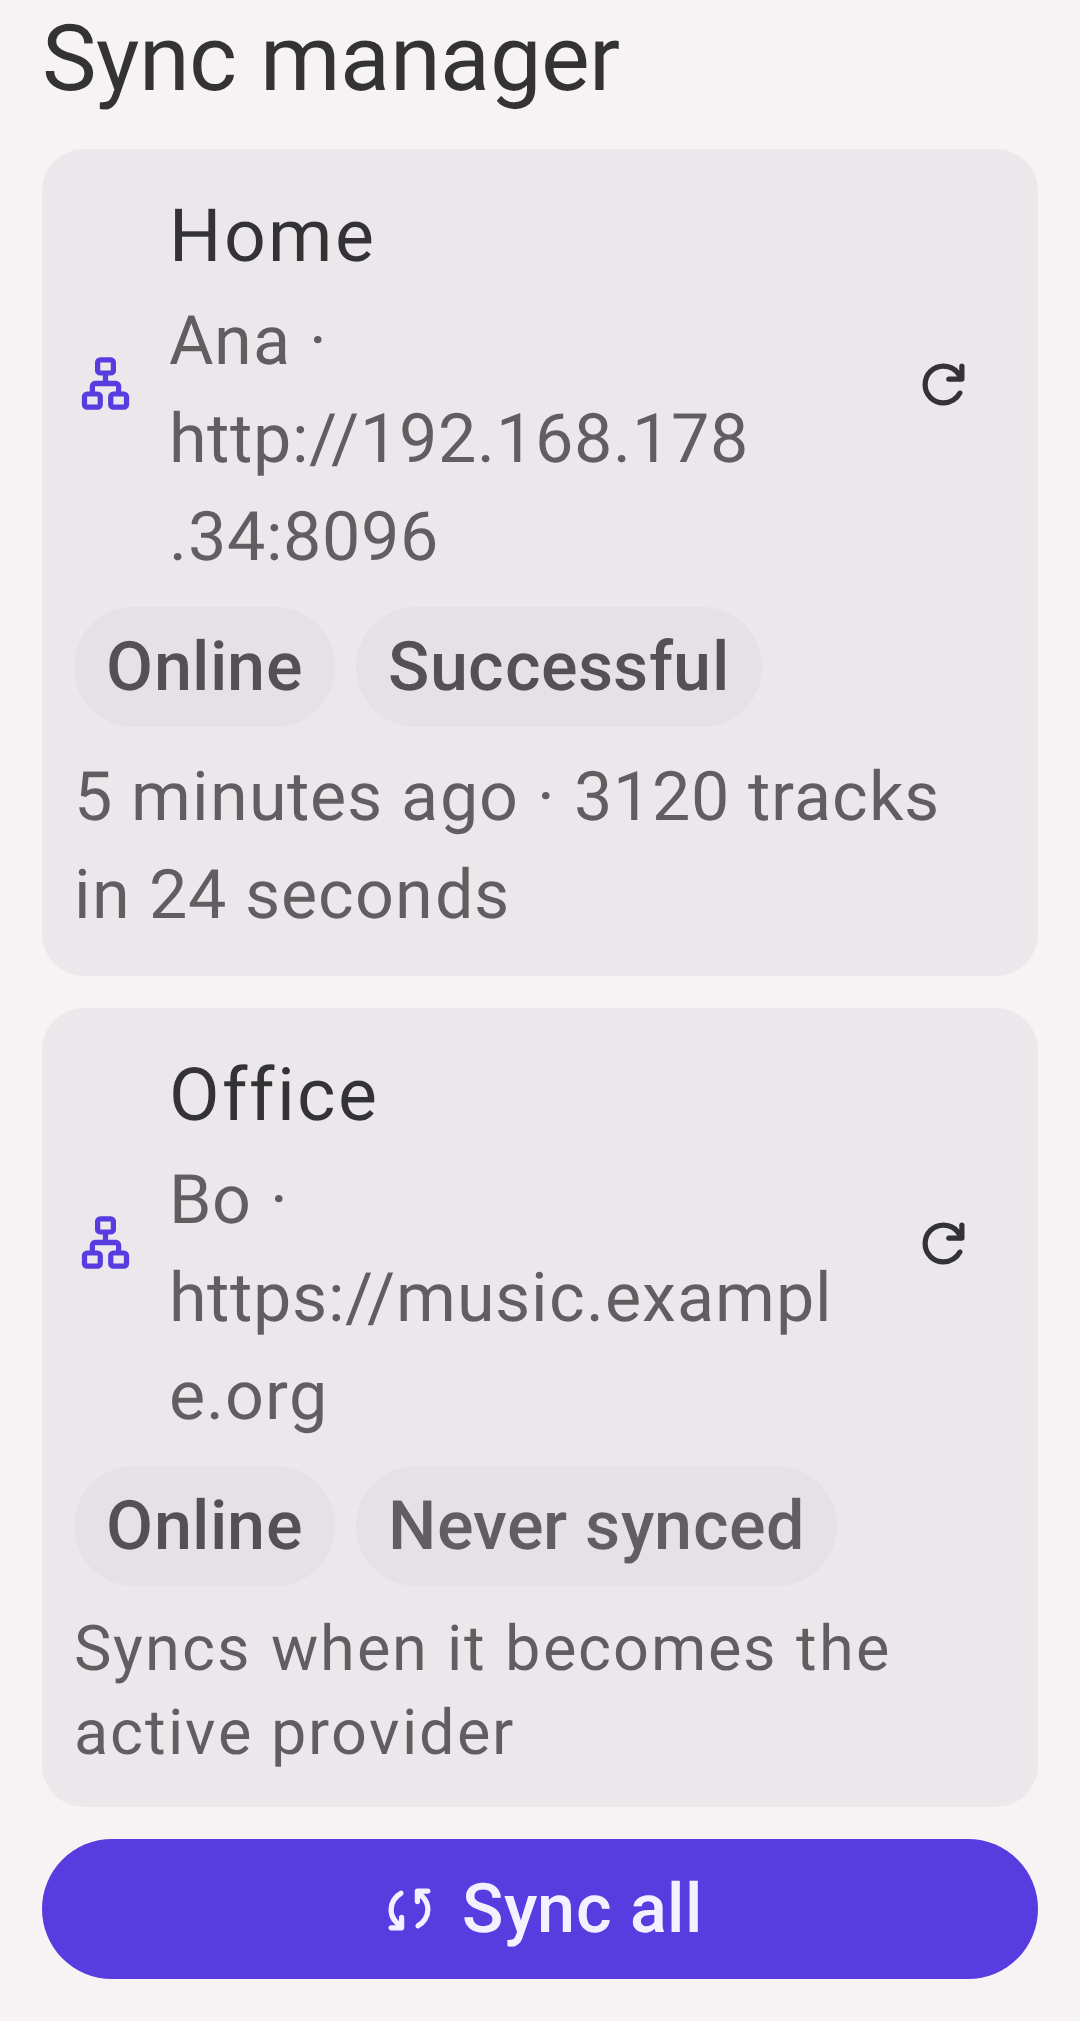 Sync manager
Home
Ana ·
http://192.168.178
.34:8096
Online Successful
5 minutes ago · 3120 tracks
in 24 seconds
Office
Bo ·
https://music.exampl
e.org
Online Never synced
Syncs when it becomes the
active provider
Sync all